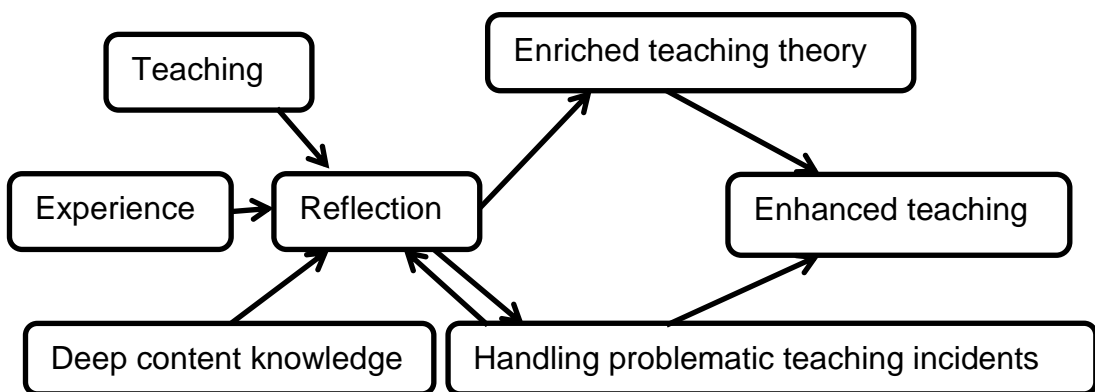 Enriched teaching theory
Teaching
Experience
Reflection
Enhanced teaching
Deep content knowledge
Handling problematic teaching incidents